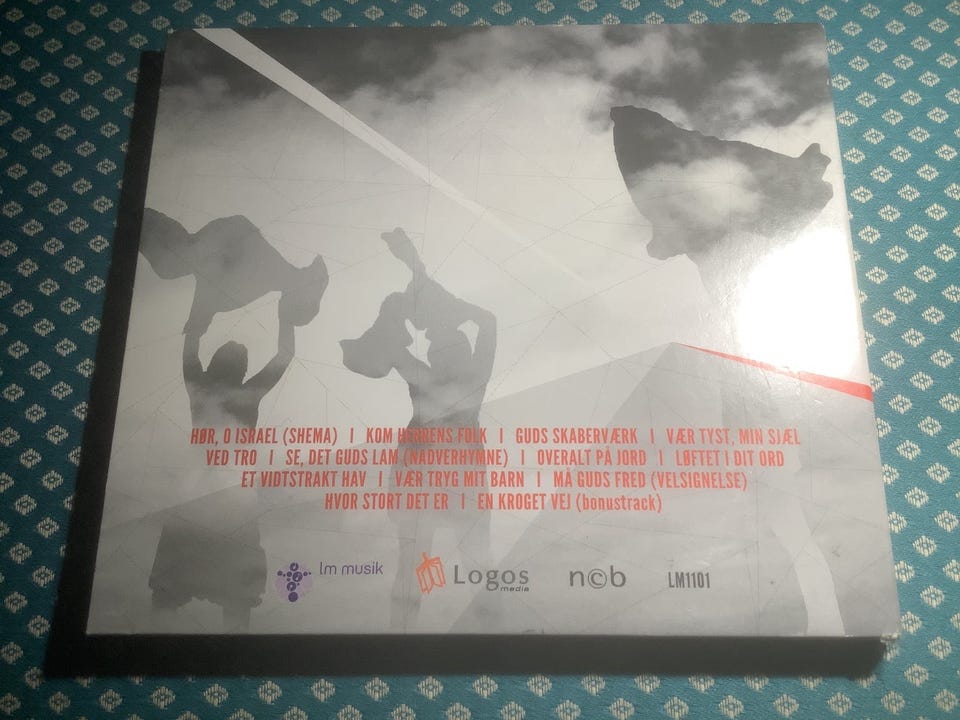 HØR, O ISRAEL (SHEMA) | KOM HERRENS FOLK | GUDS SKABERVÆRK | VÆR TYST, MIN SJÆL
VED TRO | SE, DET GUDS LAM (NADVERHYMNE) | OVERALT PÅ JORD | LØFTET I DIT ORD
ET VIDTSTRAKT HAV | VÆR TRYG MIT BARN | MÅ GUDS FRED (VELSIGNELSE)
HVOR STORT DET ER | EN KROGET VEJ (bonustrack)
lm musik
Logos
media
n©b
LM1101